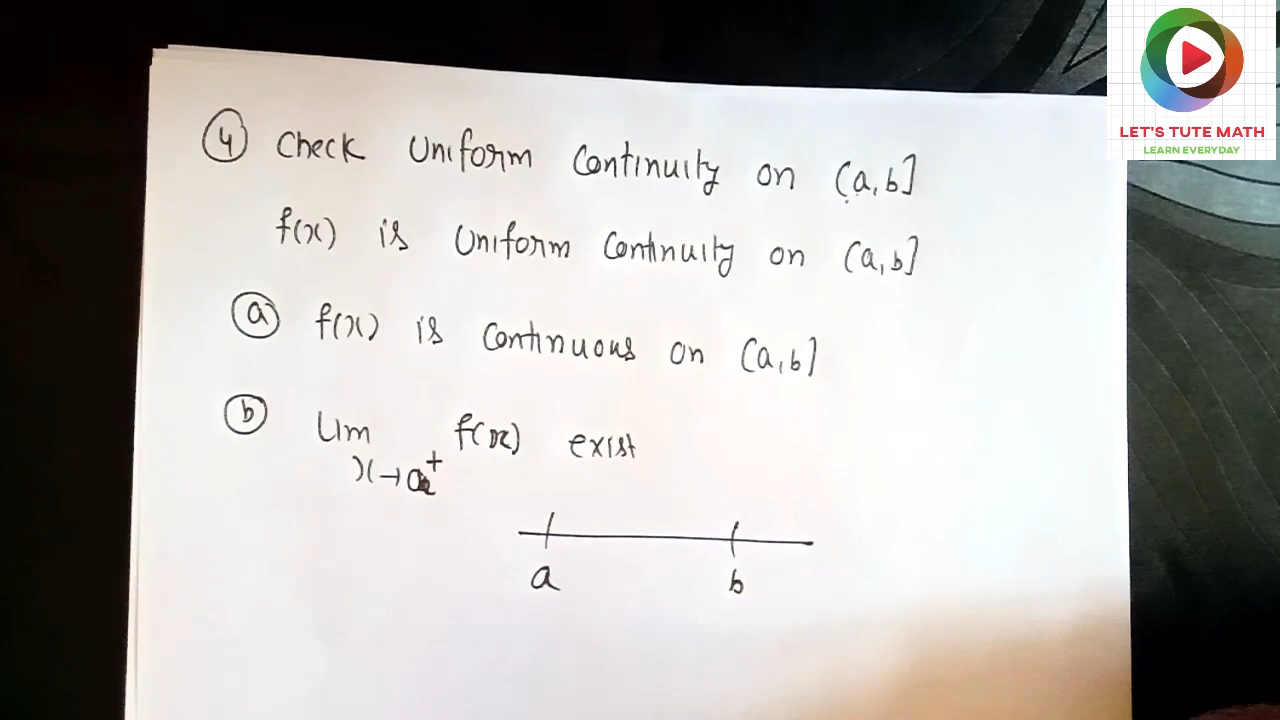 LET'S TUTE MATH
LEARN EVERYDAY
④ Check Uniform Continuity on (a,b]
f(x) is Uniform Continuity on (a,b]
ⓐ f(x) is Continuous on (a,b]
ⓑ Lim f(x) exist
x→a⁺
a b